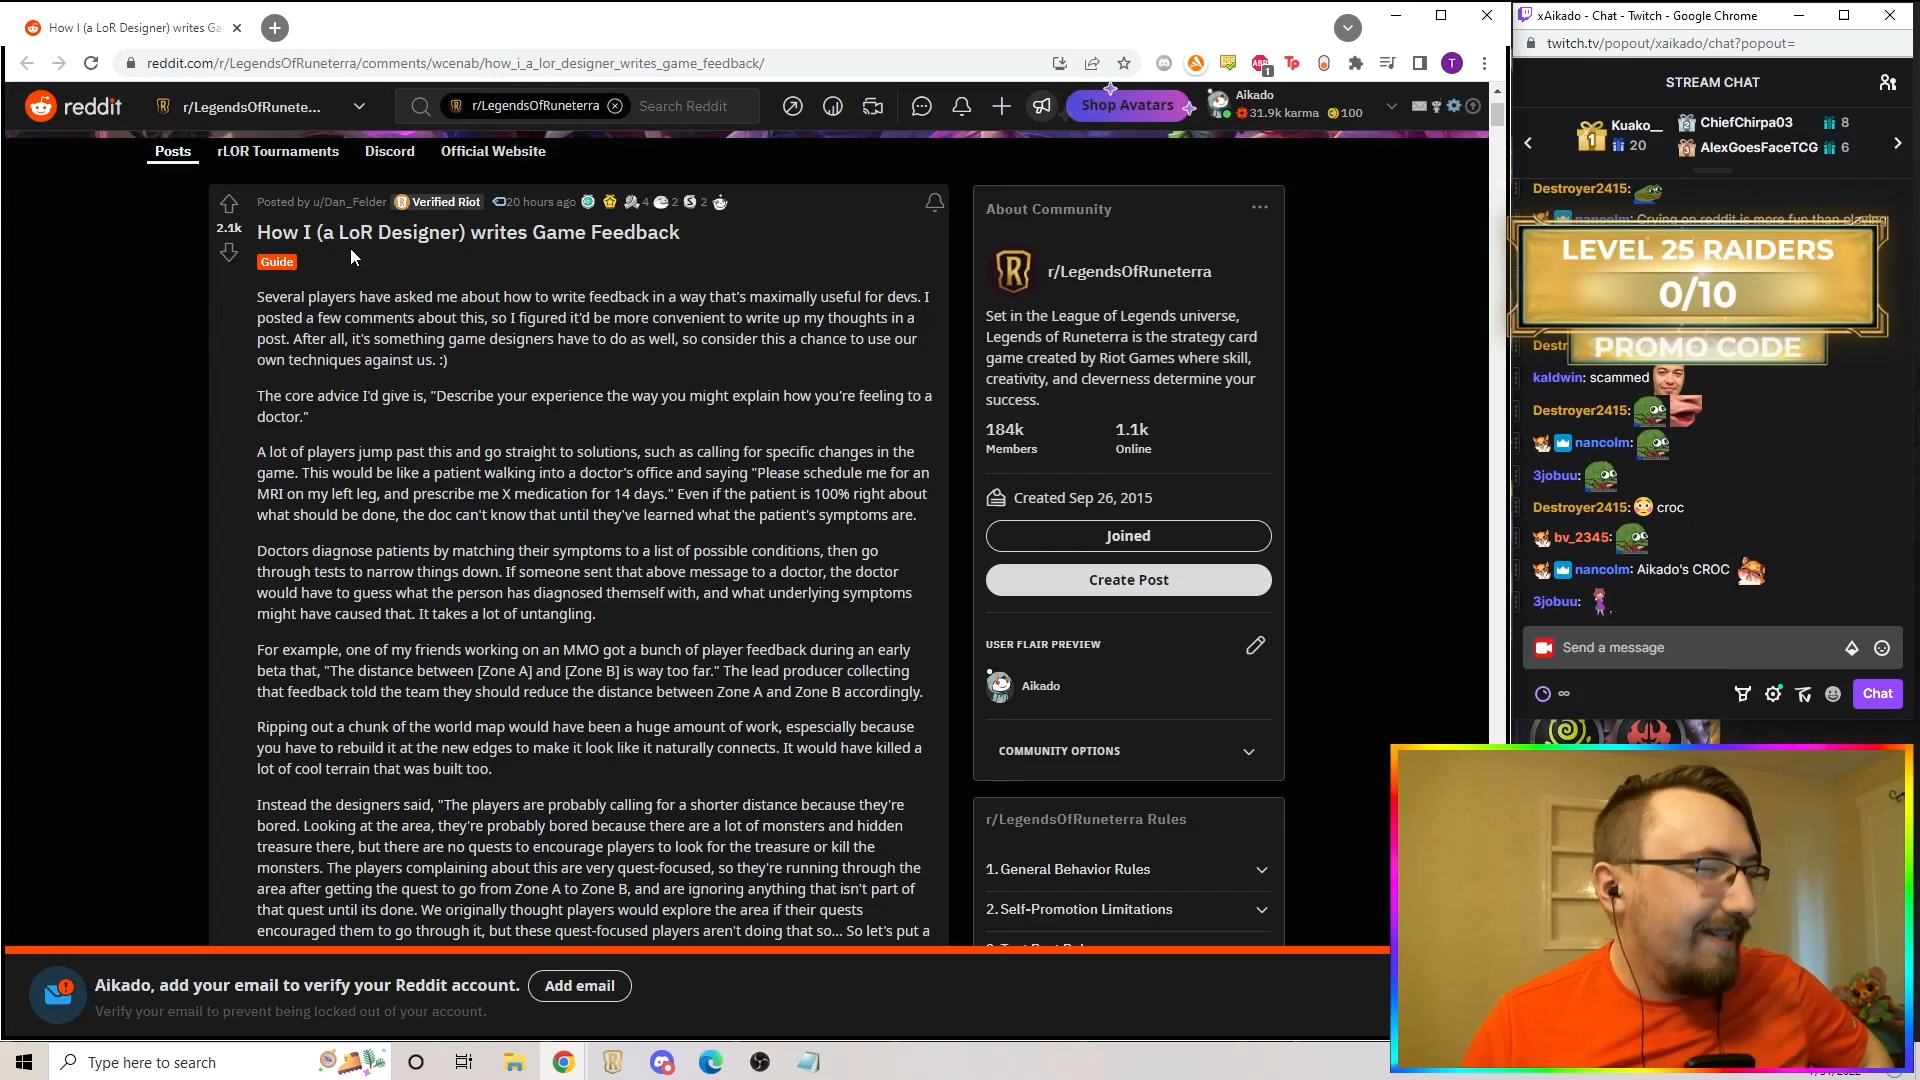 How I (a LoR Designer) writes Ga
xAikado - Chat - Twitch - Google Chrome
reddit.com/r/LegendsOfRuneterra/comments/wcenab/how_i_a_lor_designer_writes_game_feedback/
twitch.tv/popout/xaikado/chat?popout=
reddit
r/LegendsOfRunete...
r/LegendsOfRuneterra
Search Reddit
Shop Avatars
Aikado
31.9k karma 100
Posts
rLOR Tournaments
Discord
Official Website
Posted by u/Dan_Felder Verified Riot 20 hours ago 4 2 2
2.1k
How I (a LoR Designer) writes Game Feedback
Guide
Several players have asked me about how to write feedback in a way that's maximally useful for devs. I
posted a few comments about this, so I figured it'd be more convenient to write up my thoughts in a
post. After all, it's something game designers have to do as well, so consider this a chance to use our
own techniques against us. :)
The core advice I'd give is, "Describe your experience the way you might explain how you're feeling to a
doctor."
A lot of players jump past this and go straight to solutions, such as calling for specific changes in the
game. This would be like a patient walking into a doctor's office and saying "Please schedule me for an
MRI on my left leg, and prescribe me X medication for 14 days." Even if the patient is 100% right about
what should be done, the doc can't know that until they've learned what the patient's symptoms are.
Doctors diagnose patients by matching their symptoms to a list of possible conditions, then go
through tests to narrow things down. If someone sent that above message to a doctor, the doctor
would have to guess what the person has diagnosed themself with, and what underlying symptoms
might have caused that. It takes a lot of untangling.
For example, one of my friends working on an MMO got a bunch of player feedback during an early
beta that, "The distance between [Zone A] and [Zone B] is way too far." The lead producer collecting
that feedback told the team they should reduce the distance between Zone A and Zone B accordingly.
Ripping out a chunk of the world map would have been a huge amount of work, espescially because
you have to rebuild it at the new edges to make it look like it naturally connects. It would have killed a
lot of cool terrain that was built too.
Instead the designers said, "The players are probably calling for a shorter distance because they're
bored. Looking at the area, they're probably bored because there are a lot of monsters and hidden
treasure there, but there are no quests to encourage players to look for the treasure or kill the
monsters. The players complaining about this are very quest-focused, so they're running through the
area after getting the quest to go from Zone A to Zone B, and are ignoring anything that isn't part of
that quest until its done. We originally thought players would explore the area if their quests
encouraged them to go through it, but these quest-focused players aren't doing that so... So let's put a
About Community
r/LegendsOfRuneterra
Set in the League of Legends universe,
Legends of Runeterra is the strategy card
game created by Riot Games where skill,
creativity, and cleverness determine your
success.
184k
Members
1.1k
Online
Created Sep 26, 2015
Joined
Create Post
USER FLAIR PREVIEW
Aikado
COMMUNITY OPTIONS
r/LegendsOfRuneterra Rules
1. General Behavior Rules
2. Self-Promotion Limitations
Aikado, add your email to verify your Reddit account.
Add email
Verify your email to prevent being locked out of your account.
Type here to search
STREAM CHAT
Kuako__
20
ChiefChirpa03 8
AlexGoesFaceTCG 6
Destroyer2415:
nancolm: Crying on reddit is more fun than playing
LEVEL 25 RAIDERS
0/10
PROMO CODE
Destr
kaldwin: scammed
Destroyer2415:
nancolm:
3jobuu:
Destroyer2415: croc
bv_2345:
nancolm: Aikado's CROC
3jobuu:
Send a message
∞
Chat